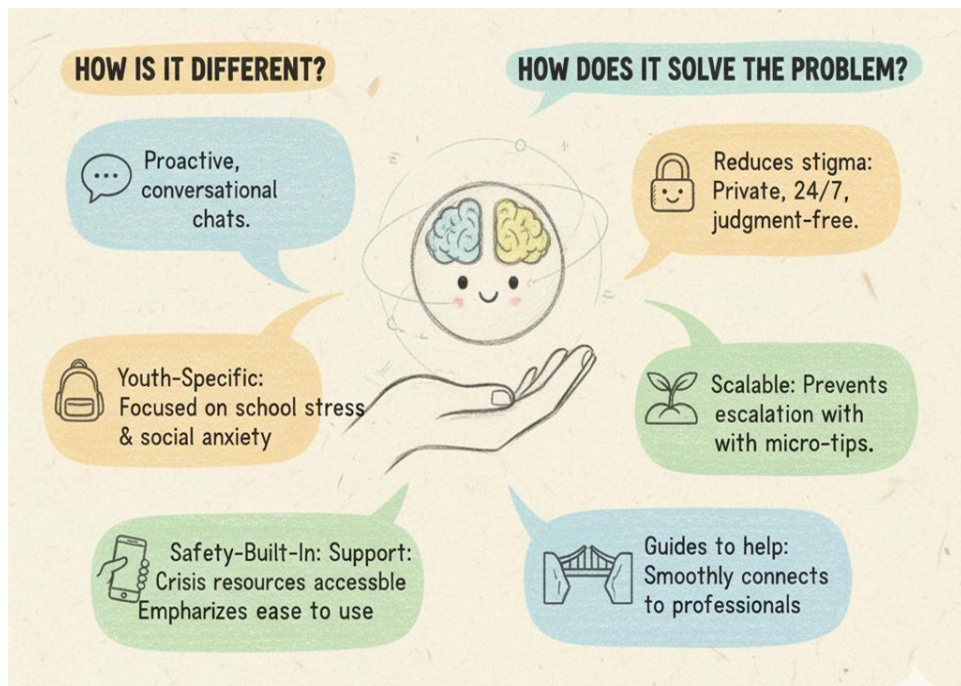 HOW IS IT DIFFERENT?
Proactive,
conversational
chats.
Youth-Specific:
Focused on school stress
& social anxiety
Safety-Built-In: Support:
Crisis resources accessble
Empharizes ease to use
HOW DOES IT SOLVE THE PROBLEM?
Reduces stigma:
Private, 24/7,
judgment-free.
Scalable: Prevents
escalation with
with micro-tips.
Guides to help:
Smoothly connects
to professionals